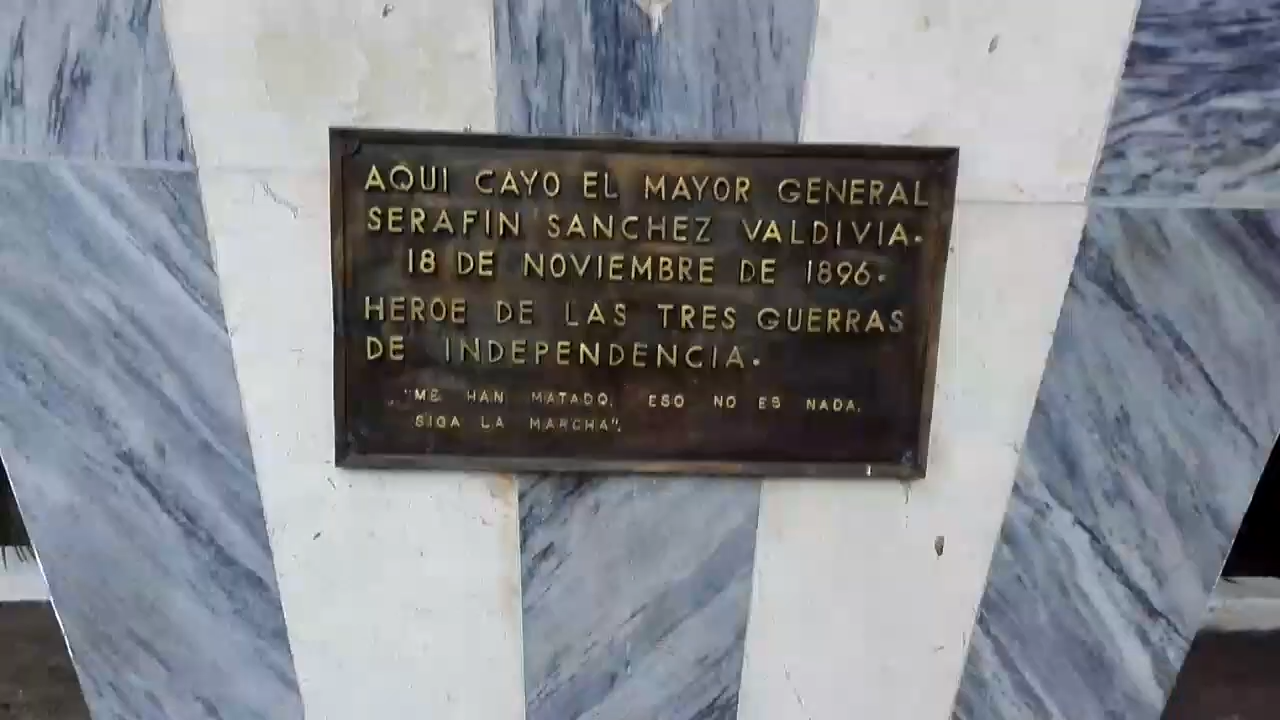 AQUI CAYO EL MAYOR GENERAL
SERAFIN SANCHEZ VALDIVIA.
18 DE NOVIEMBRE DE 1896.
HEROE DE LAS TRES GUERRAS
DE INDEPENDENCIA.
"ME HAN MATADO. ESO NO ES NADA.
SIGA LA MARCHA".